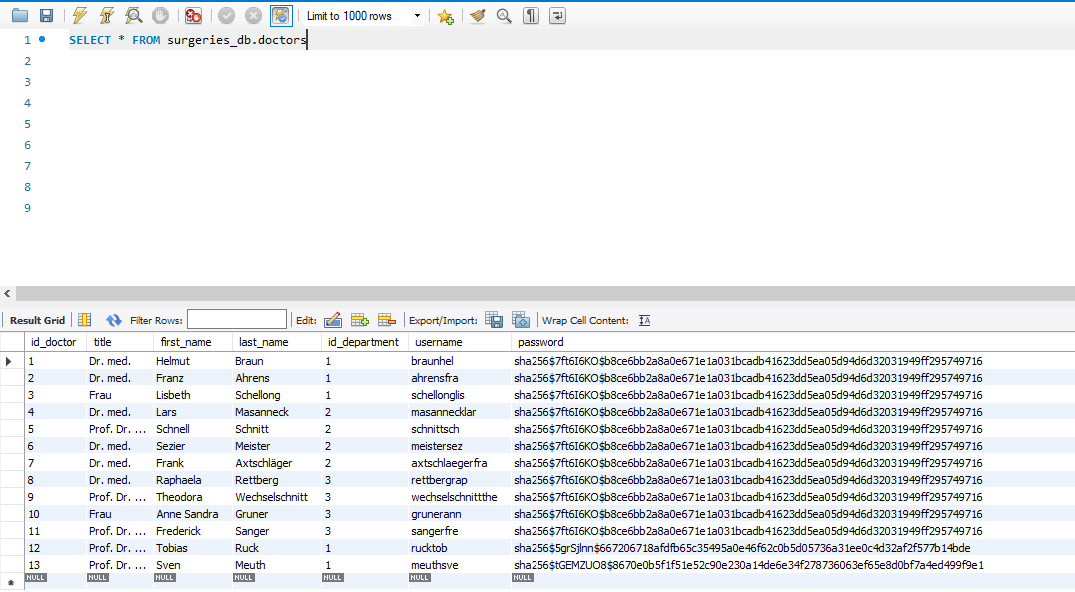 Limit to 1000 rows
1 SELECT * FROM surgeries_db.doctors
2
3
4
5
6
7
8
9
Result Grid Filter Rows: Edit: Export/Import: Wrap Cell Content:
id_doctor title first_name last_name id_department username password
1 Dr. med. Helmut Braun 1 braunhel sha256$7ft6I6KO$b8ce6bb2a8a0e671e1a031bcadb41623dd5ea05d94d6d32031949ff295749716
2 Dr. med. Franz Ahrens 1 ahrensfra sha256$7ft6I6KO$b8ce6bb2a8a0e671e1a031bcadb41623dd5ea05d94d6d32031949ff295749716
3 Frau Lisbeth Schellong 1 schellonglis sha256$7ft6I6KO$b8ce6bb2a8a0e671e1a031bcadb41623dd5ea05d94d6d32031949ff295749716
4 Dr. med. Lars Masanneck 2 masannecklar sha256$7ft6I6KO$b8ce6bb2a8a0e671e1a031bcadb41623dd5ea05d94d6d32031949ff295749716
5 Prof. Dr. ... Schnell Schnitt 2 schnittsch sha256$7ft6I6KO$b8ce6bb2a8a0e671e1a031bcadb41623dd5ea05d94d6d32031949ff295749716
6 Dr. med. Sezier Meister 2 meistersez sha256$7ft6I6KO$b8ce6bb2a8a0e671e1a031bcadb41623dd5ea05d94d6d32031949ff295749716
7 Dr. med. Frank Axtschläger 2 axtschlaegerfra sha256$7ft6I6KO$b8ce6bb2a8a0e671e1a031bcadb41623dd5ea05d94d6d32031949ff295749716
8 Dr. med. Raphaela Rettberg 3 rettbergrap sha256$7ft6I6KO$b8ce6bb2a8a0e671e1a031bcadb41623dd5ea05d94d6d32031949ff295749716
9 Prof. Dr. ... Theodora Wechselschnitt 3 wechselschnittthe sha256$7ft6I6KO$b8ce6bb2a8a0e671e1a031bcadb41623dd5ea05d94d6d32031949ff295749716
10 Frau Anne Sandra Gruner 3 grunerann sha256$7ft6I6KO$b8ce6bb2a8a0e671e1a031bcadb41623dd5ea05d94d6d32031949ff295749716
11 Prof. Dr. ... Frederick Sanger 3 sangerfre sha256$7ft6I6KO$b8ce6bb2a8a0e671e1a031bcadb41623dd5ea05d94d6d32031949ff295749716
12 Prof. Dr. ... Tobias Ruck 1 rucktob sha256$5grSjlnn$667206718afdfb65c35495a0e46f62c0b5d05736a31ee0c4d32af2f577b14bde
13 Prof. Dr. ... Sven Meuth 1 meuthsve sha256$tGEMZUO8$8670e0b5f1f51e52c90e230a14de6e34f278736063ef65e8d0bf7a4ed499f9e1
NULL NULL NULL NULL NULL NULL NULL